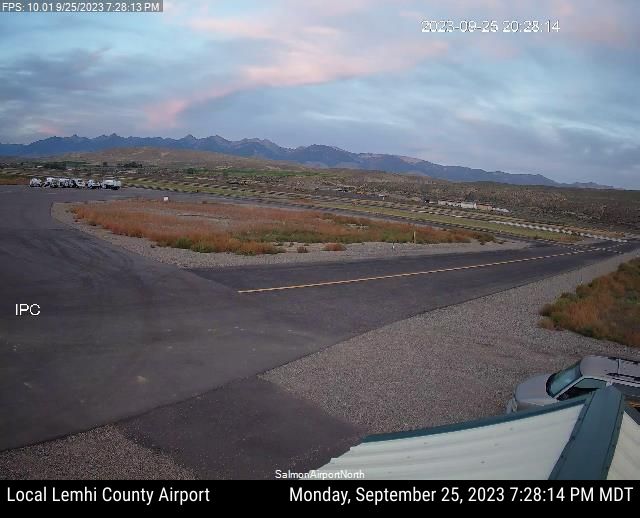 FPS: 10.01 9/25/2023 7:28:13 PM
2023-09-25 20:28:14
IPC
SalmonAirportNorth
Local Lemhi County Airport
Monday, September 25, 2023 7:28:14 PM MDT